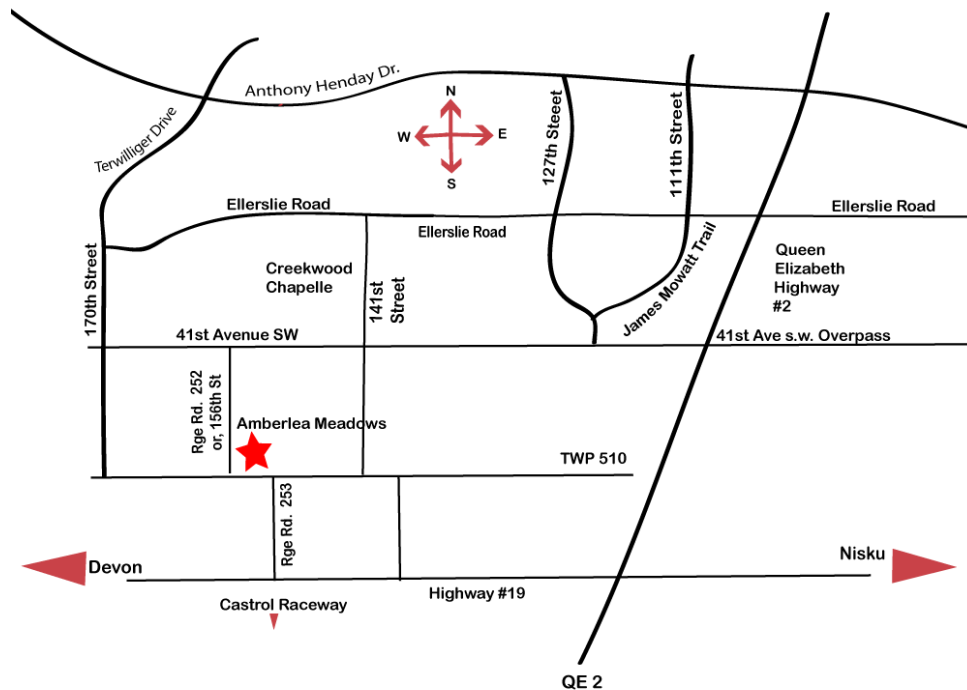 Anthony Henday Dr.
Terwilliger Drive
N
W
E
S
127th Steeet
111th Street
Ellerslie Road
Ellerslie Road
Ellerslie Road
170th Street
Creekwood
Chapelle
141st
Street
James Mowatt Trail
Queen
Elizabeth
Highway
#2
41st Avenue SW
41st Ave s.w. Overpass
Rge Rd. 252
or, 156th St
Amberlea Meadows
TWP 510
Rge Rd. 253
Devon
Nisku
Castrol Raceway
Highway #19
QE 2